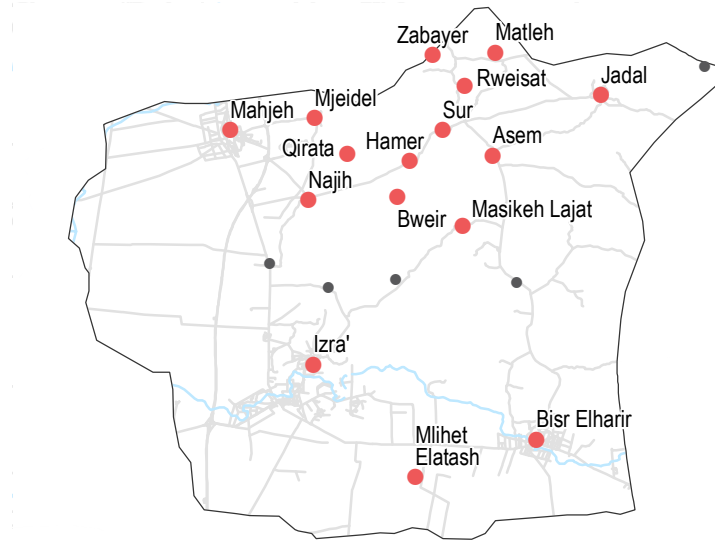 Zabayer
Matleh
Rweisat
Jadal
Mahjeh
Mjeidel
Sur
Qirata
Hamer
Asem
Najih
Bweir
Masikeh Lajat
Izra'
Bisr Elharir
Mlihet
Elatash